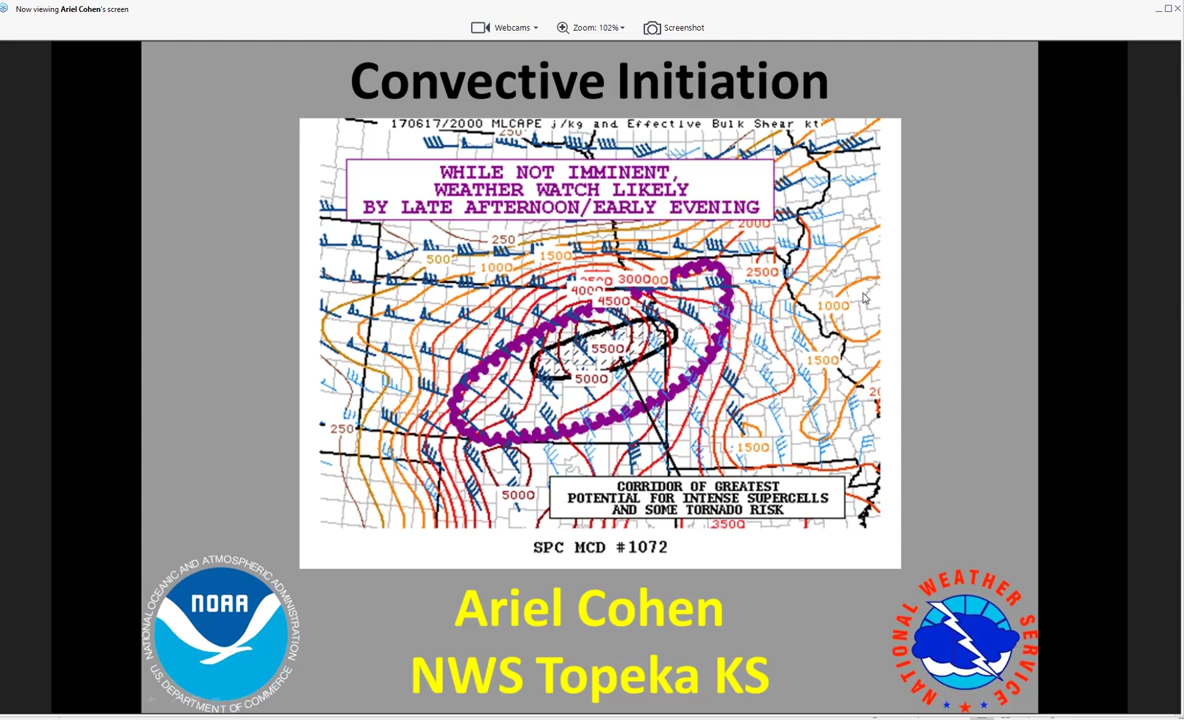 Now viewing Ariel Cohen's screen
Webcams
Zoom: 102%
Screenshot
Convective Initiation
170617/2000 MLCAPE j/kg and Effective Bulk Shear kt
250
WHILE NOT IMMINENT,
WEATHER WATCH LIKELY
BY LATE AFTERNOON/EARLY EVENING
2000
250
500
1000
1500
2500
3000
4000
4500
2500
1000
5500
5000
1500
250
1500
5000
CORRIDOR OF GREATEST
POTENTIAL FOR INTENSE SUPERCELLS
AND SOME TORNADO RISK
3500
SPC MCD #1072
NATIONAL OCEANIC AND ATMOSPHERIC ADMINISTRATION
NOAA
U.S. DEPARTMENT OF COMMERCE
Ariel Cohen
NWS Topeka KS
NATIONAL WEATHER SERVICE